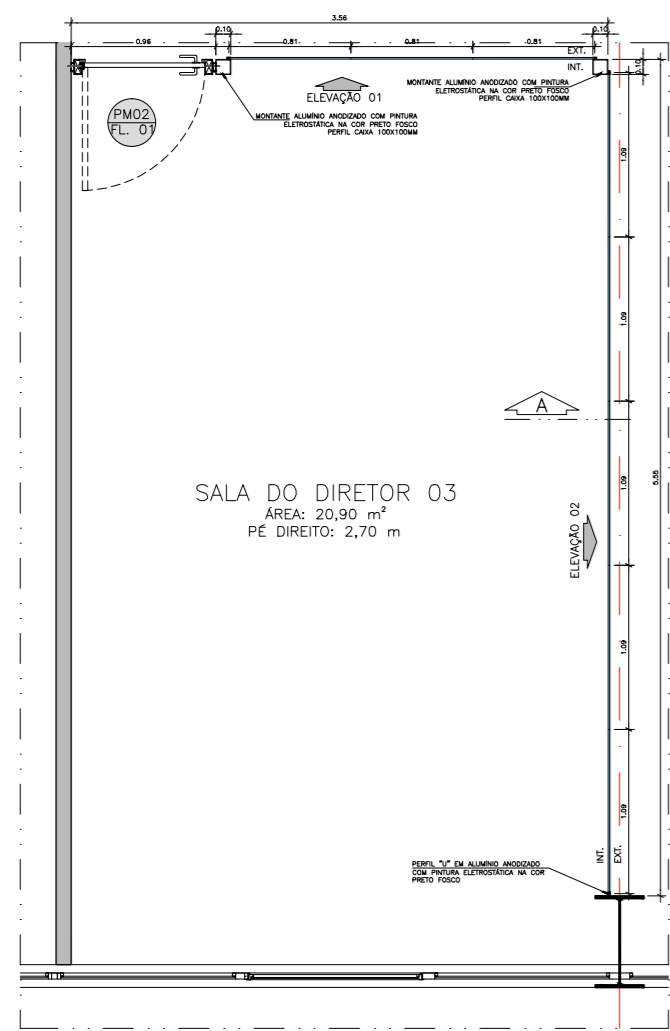 3.56
0.96
0.10
0.81
0.81
0.81
0.10
EXT.
INT.
0.10
ELEVAÇÃO 01
PM02
FL. 01
MONTANTE ALUMÍNIO ANODIZADO COM PINTURA
ELETROSTÁTICA NA COR PRETO FOSCO
PERFIL CAIXA 100X100MM
MONTANTE ALUMÍNIO ANODIZADO COM PINTURA
ELETROSTÁTICA NA COR PRETO FOSCO
PERFIL CAIXA 100X100MM
1.09
1.09
A
1.09
5.55
SALA DO DIRETOR 03
ÁREA: 20,90 m²
PÉ DIREITO: 2,70 m
ELEVAÇÃO 02
1.09
1.09
INT.
EXT.
PERFIL "U" EM ALUMÍNIO ANODIZADO
COM PINTURA ELETROSTÁTICA NA COR
PRETO FOSCO